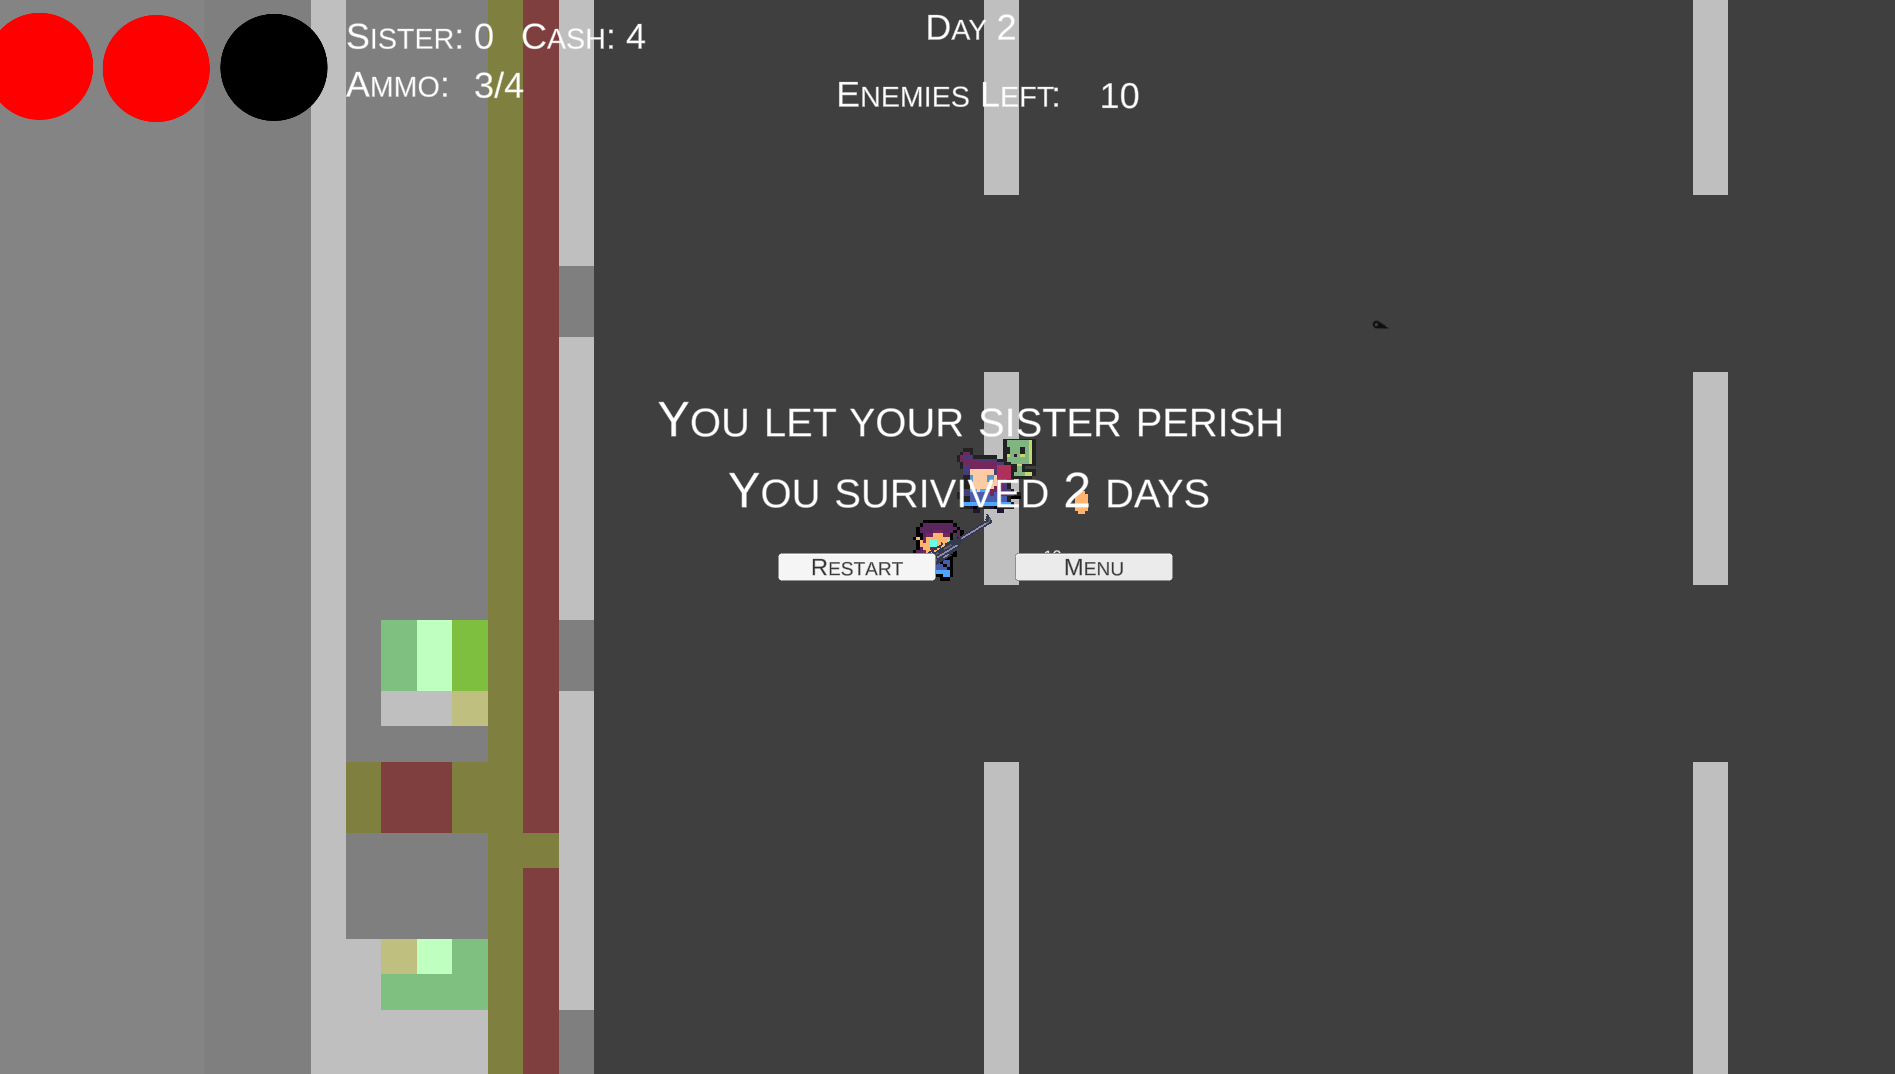 Sister: 0 Cash: 4
Ammo: 3/4
Day 2
Enemies Left: 10
You let your sister perish
You surivived 2 days
Restart
Menu